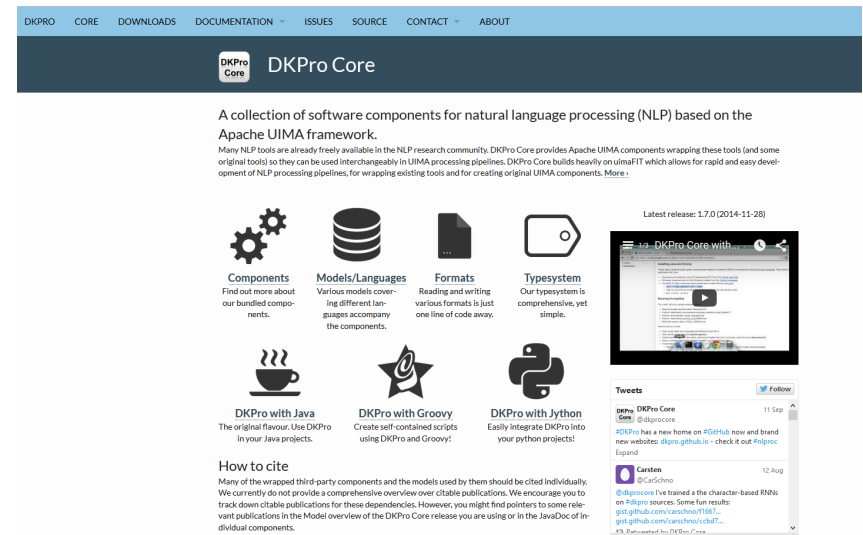 DKPRO CORE DOWNLOADS DOCUMENTATION ISSUES SOURCE CONTACT ABOUT
DKPro
Core
DKPro Core
A collection of software components for natural language processing (NLP) based on the
Apache UIMA framework.
Many NLP tools are already freely available in the NLP research community. DKPro Core provides Apache UIMA components wrapping these tools (and some
original tools) so they can be used interchangeably in UIMA processing pipelines. DKPro Core builds heavily on uimaFIT which allows for rapid and easy devel-
opment of NLP processing pipelines, for wrapping existing tools and for creating original UIMA components. More ›
Components
Find out more about
our bundled compo-
nents.
Models/Languages
Various models cover-
ing different lan-
guages accompany
the components.
Formats
Reading and writing
various formats is just
one line of code away.
Typesystem
Our typesystem is
comprehensive, yet
simple.
DKPro with Java
The original flavour. Use DKPro
in your Java projects.
DKPro with Groovy
Create self-contained scripts
using DKPro and Groovy!
DKPro with Jython
Easily integrate DKPro into
your python projects!
How to cite
Many of the wrapped third-party components and the models used by them should be cited individually.
We currently do not provide a comprehensive overview over citable publications. We encourage you to
track down citable publications for these dependencies. However, you might find pointers to some rele-
vant publications in the Model overview of the DKPro Core release you are using or in the JavaDoc of in-
dividual components.
Latest release: 1.7.0 (2014-11-28)
1/3 DKPro Core with...
Tweets
Follow
DKPro
Core
DKPro Core 11 Sep
@dkprocore
#DKPro has a new home on #GitHub now and brand
new websites: dkpro.github.io - check it out #nlproc
Expand
Carsten 12 Aug
@CarSchno
@dkprocore I've trained a character-based RNNs
on #dkpro sources. Some fun results:
gist.github.com/carschno/f1667...
gist.github.com/carschno/ccbd7...
Retweeted by DKPro Core